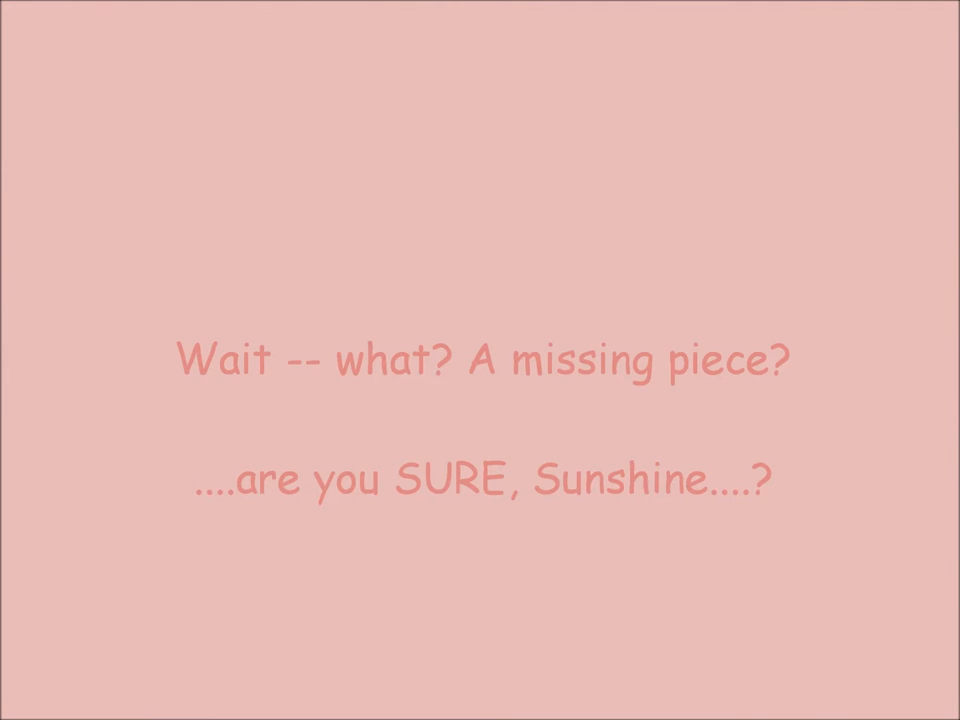 Wait -- what? A missing piece?
....are you SURE, Sunshine....?